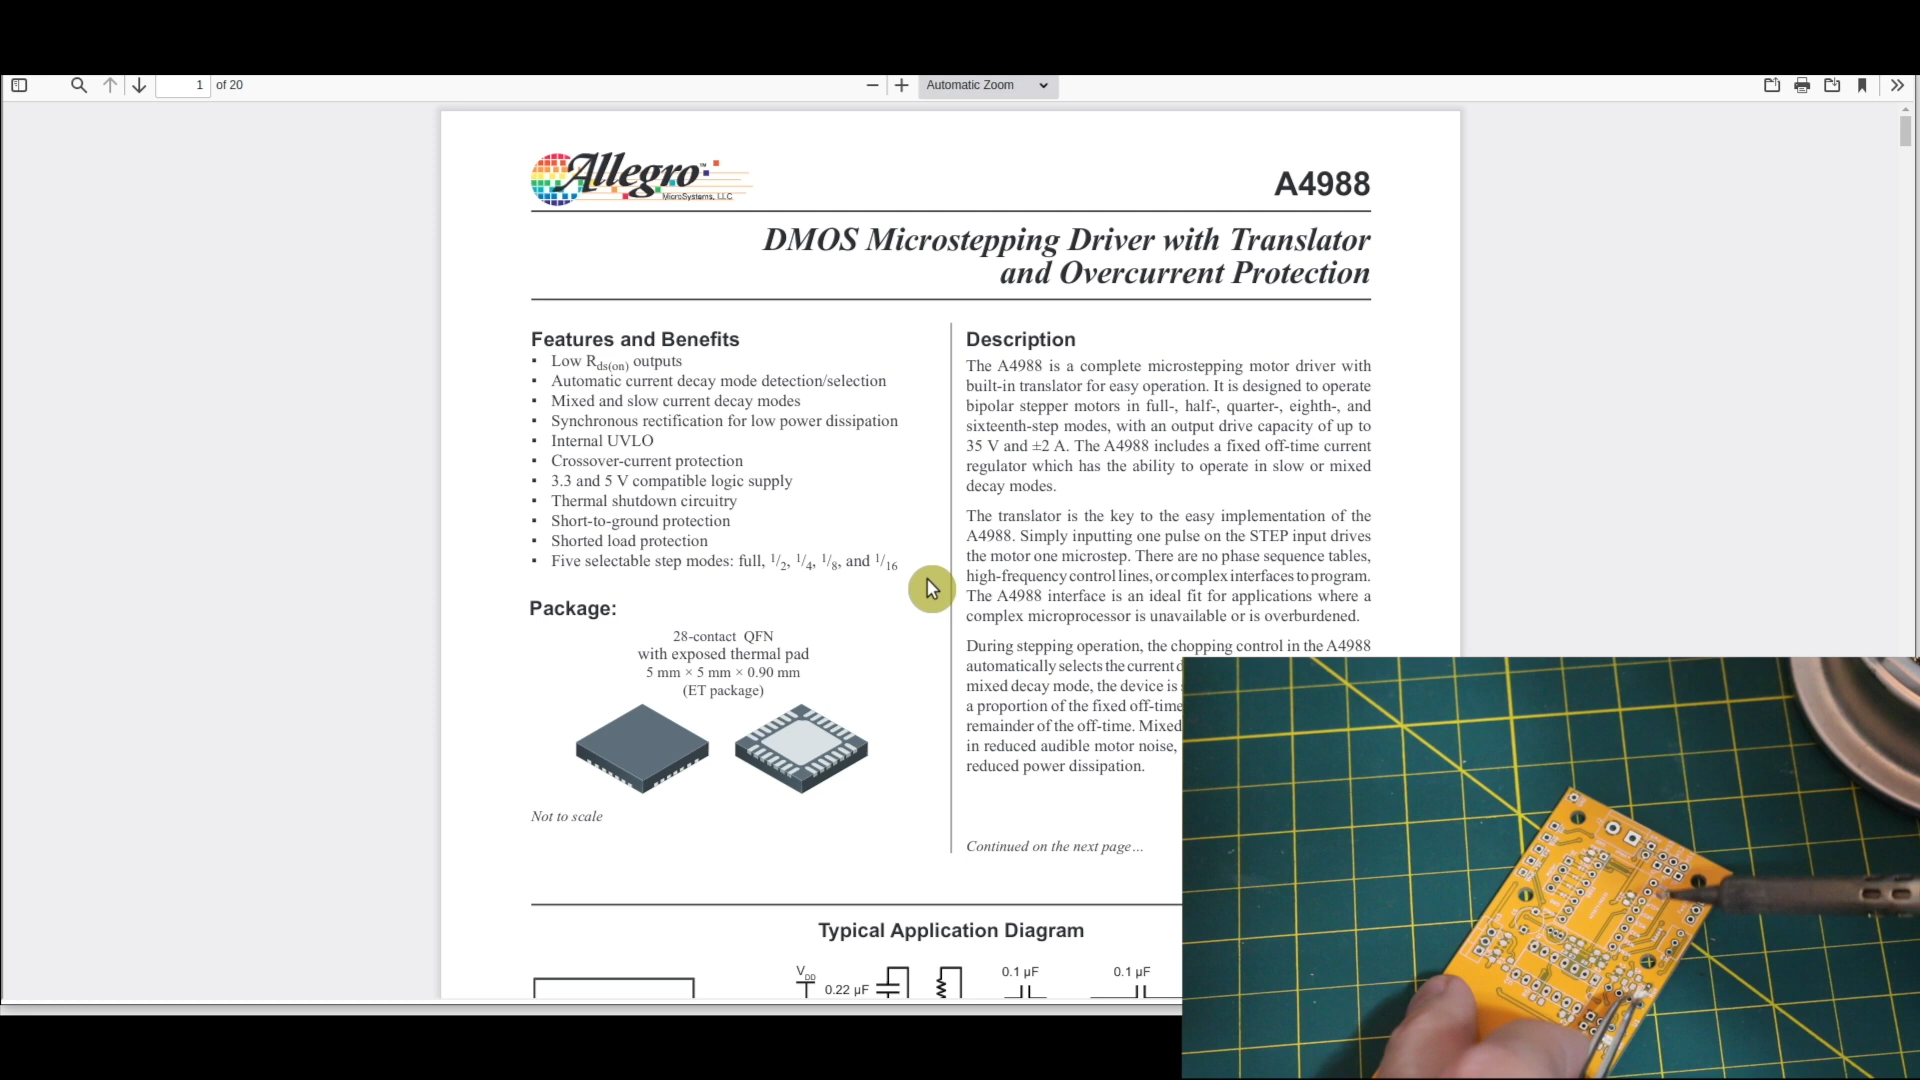 1 of 20
Automatic Zoom
Allegro™
MicroSystems, LLC
A4988
DMOS Microstepping Driver with Translator
and Overcurrent Protection
Features and Benefits
▪ Low Rds(on) outputs
▪ Automatic current decay mode detection/selection
▪ Mixed and slow current decay modes
▪ Synchronous rectification for low power dissipation
▪ Internal UVLO
▪ Crossover-current protection
▪ 3.3 and 5 V compatible logic supply
▪ Thermal shutdown circuitry
▪ Short-to-ground protection
▪ Shorted load protection
▪ Five selectable step modes: full, 1/2, 1/4, 1/8, and 1/16
Package:
28-contact QFN
with exposed thermal pad
5 mm × 5 mm × 0.90 mm
(ET package)
Not to scale
Description
The A4988 is a complete microstepping motor driver with
built-in translator for easy operation. It is designed to operate
bipolar stepper motors in full-, half-, quarter-, eighth-, and
sixteenth-step modes, with an output drive capacity of up to
35 V and ±2 A. The A4988 includes a fixed off-time current
regulator which has the ability to operate in slow or mixed
decay modes.
The translator is the key to the easy implementation of the
A4988. Simply inputting one pulse on the STEP input drives
the motor one microstep. There are no phase sequence tables,
high-frequency control lines, or complex interfaces to program.
The A4988 interface is an ideal fit for applications where a
complex microprocessor is unavailable or is overburdened.
During stepping operation, the chopping control in the A4988
automatically selects the current
mixed decay mode, the device is
a proportion of the fixed off-time
remainder of the off-time. Mixed
in reduced audible motor noise,
reduced power dissipation.
Continued on the next page…
Typical Application Diagram
VDD
0.22 µF
0.1 µF
0.1 µF